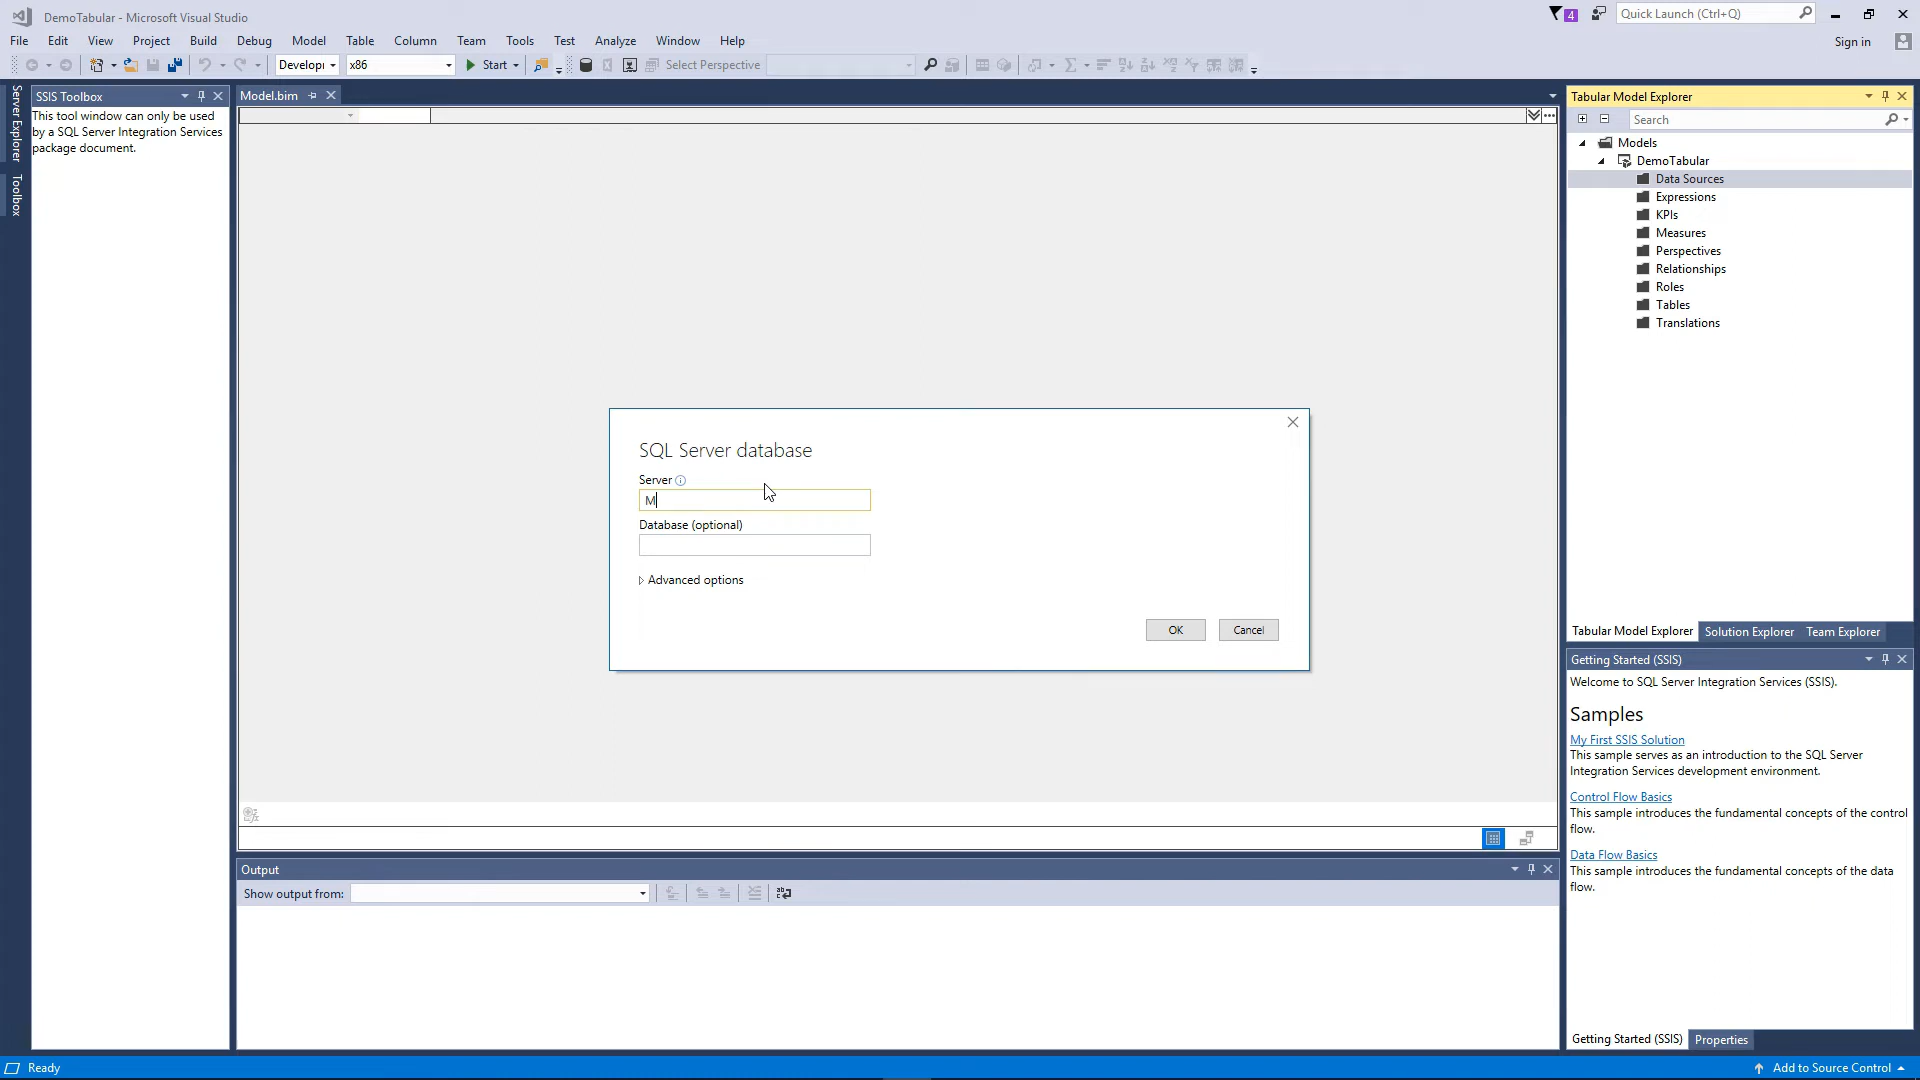 DemoTabular - Microsoft Visual Studio
4
Quick Launch (Ctrl+Q)
File Edit View Project Build Debug Model Table Column Team Tools Test Analyze Window Help
Sign in
Develop
x86
Start
Select Perspective
Server Explorer
Toolbox
SSIS Toolbox
This tool window can only be used
by a SQL Server Integration Services
package document.
Model.bim
SQL Server database
Server
M
Database (optional)
Advanced options
OK
Cancel
Output
Show output from:
Tabular Model Explorer
Search
Models
DemoTabular
Data Sources
Expressions
KPIs
Measures
Perspectives
Relationships
Roles
Tables
Translations
Tabular Model Explorer Solution Explorer Team Explorer
Getting Started (SSIS)
Welcome to SQL Server Integration Services (SSIS).
Samples
My First SSIS Solution
This sample serves as an introduction to the SQL Server
Integration Services development environment.
Control Flow Basics
This sample introduces the fundamental concepts of the control
flow.
Data Flow Basics
This sample introduces the fundamental concepts of the data
flow.
Getting Started (SSIS) Properties
Ready
Add to Source Control